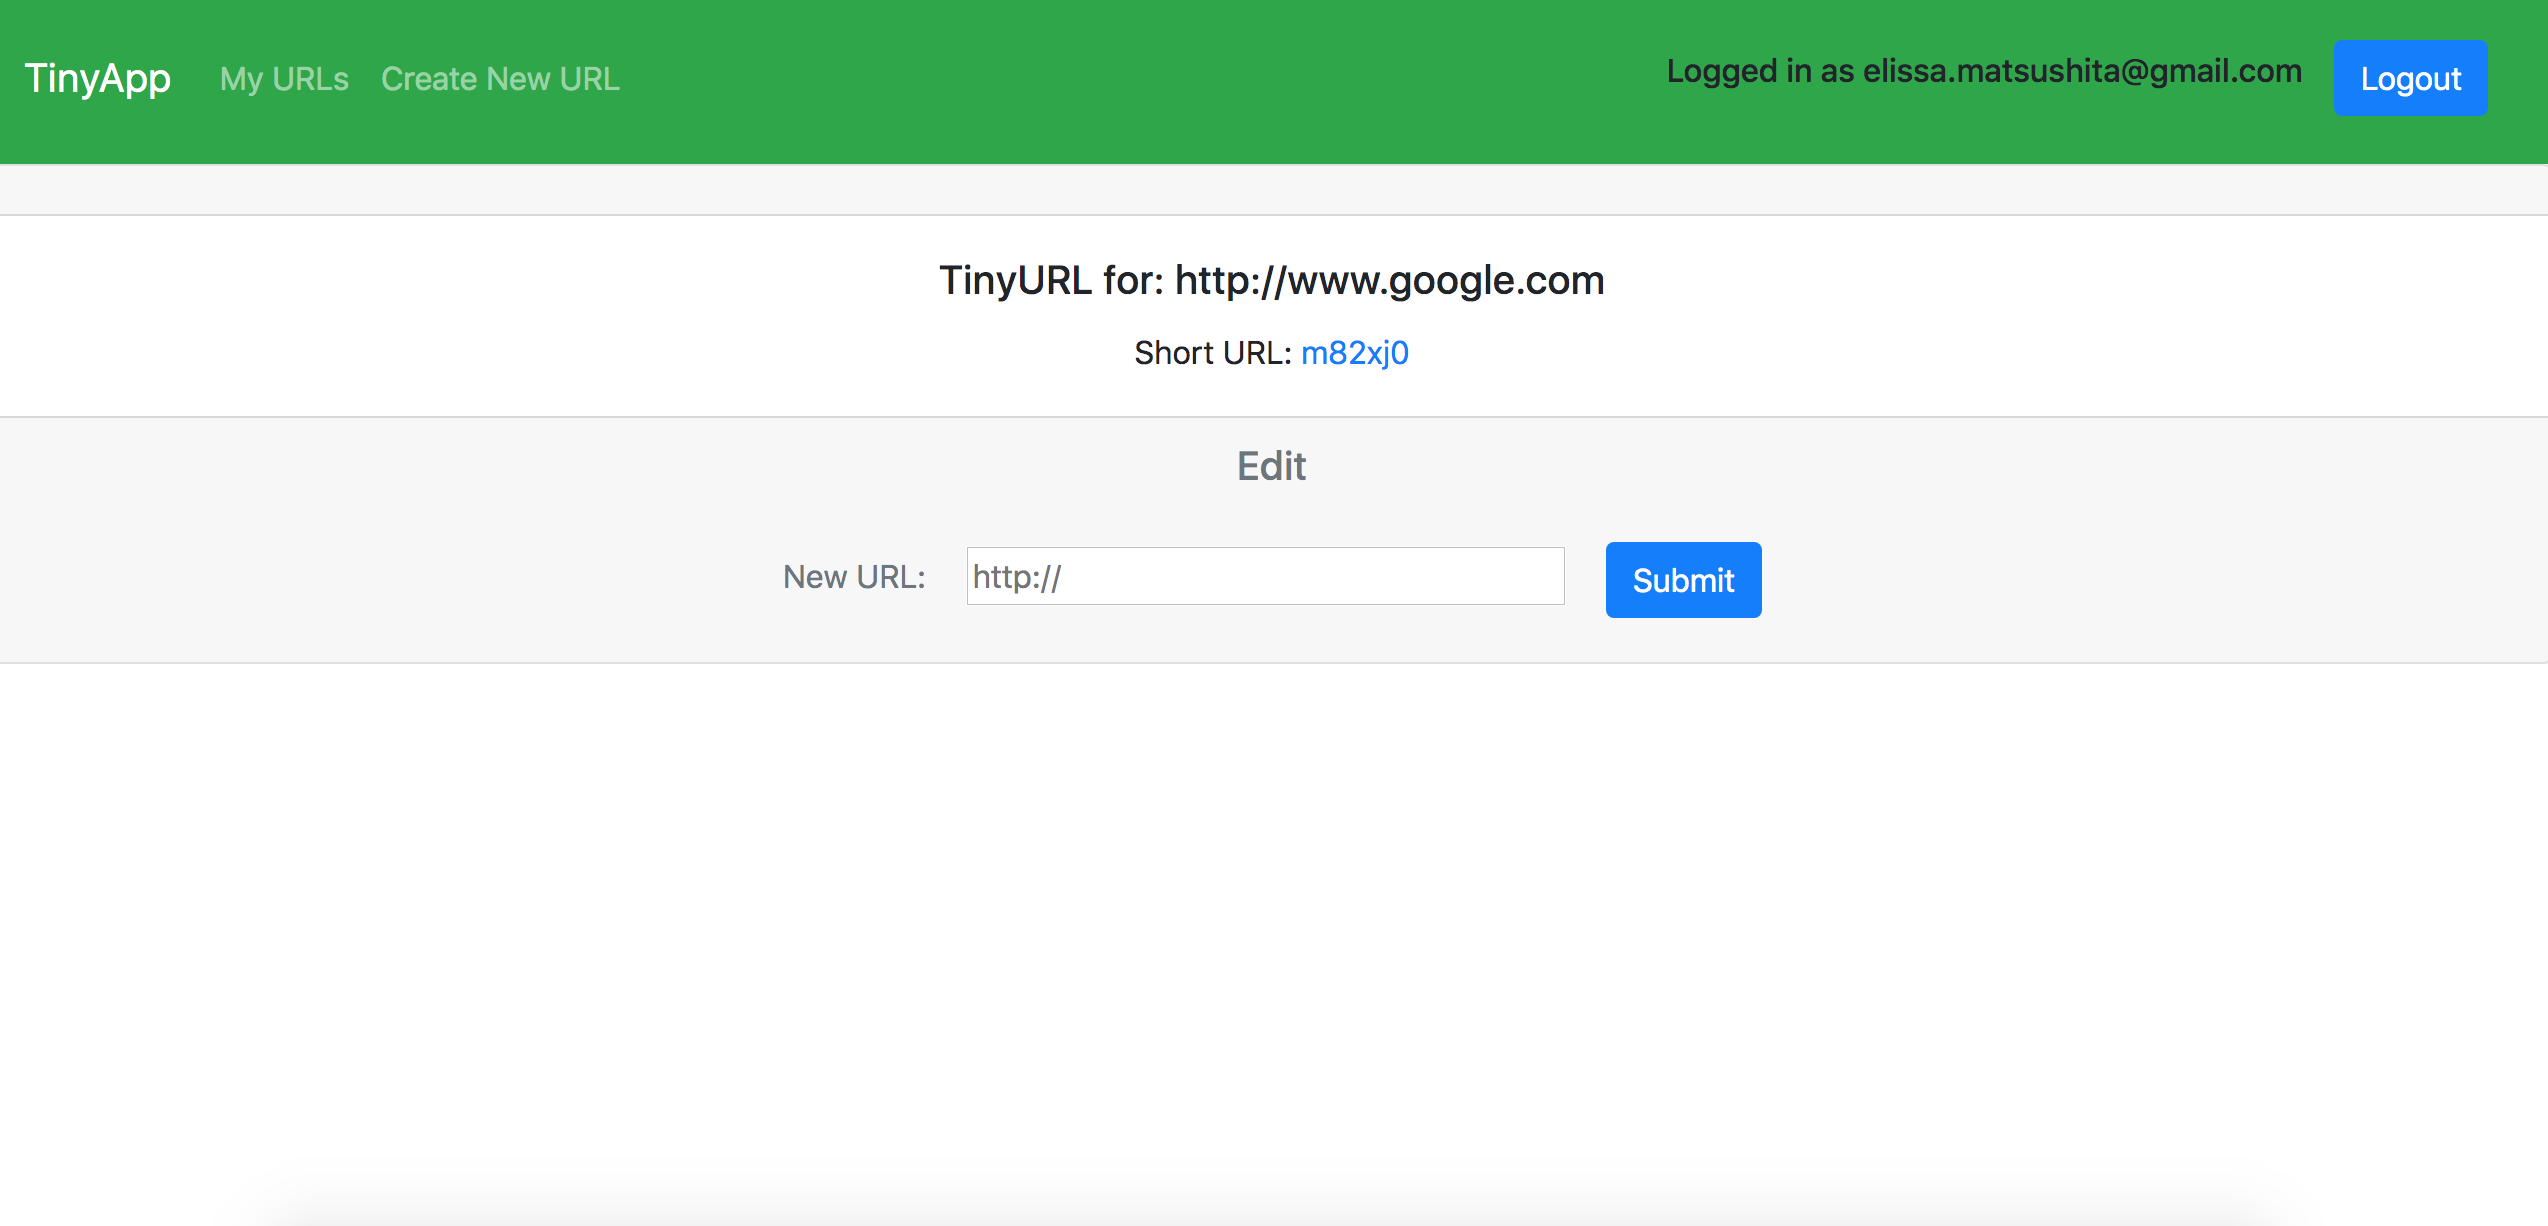 TinyApp My URLs Create New URL Logged in as elissa.matsushita@gmail.com Logout
TinyURL for: http://www.google.com
Short URL: m82xj0
Edit
New URL: http:// Submit